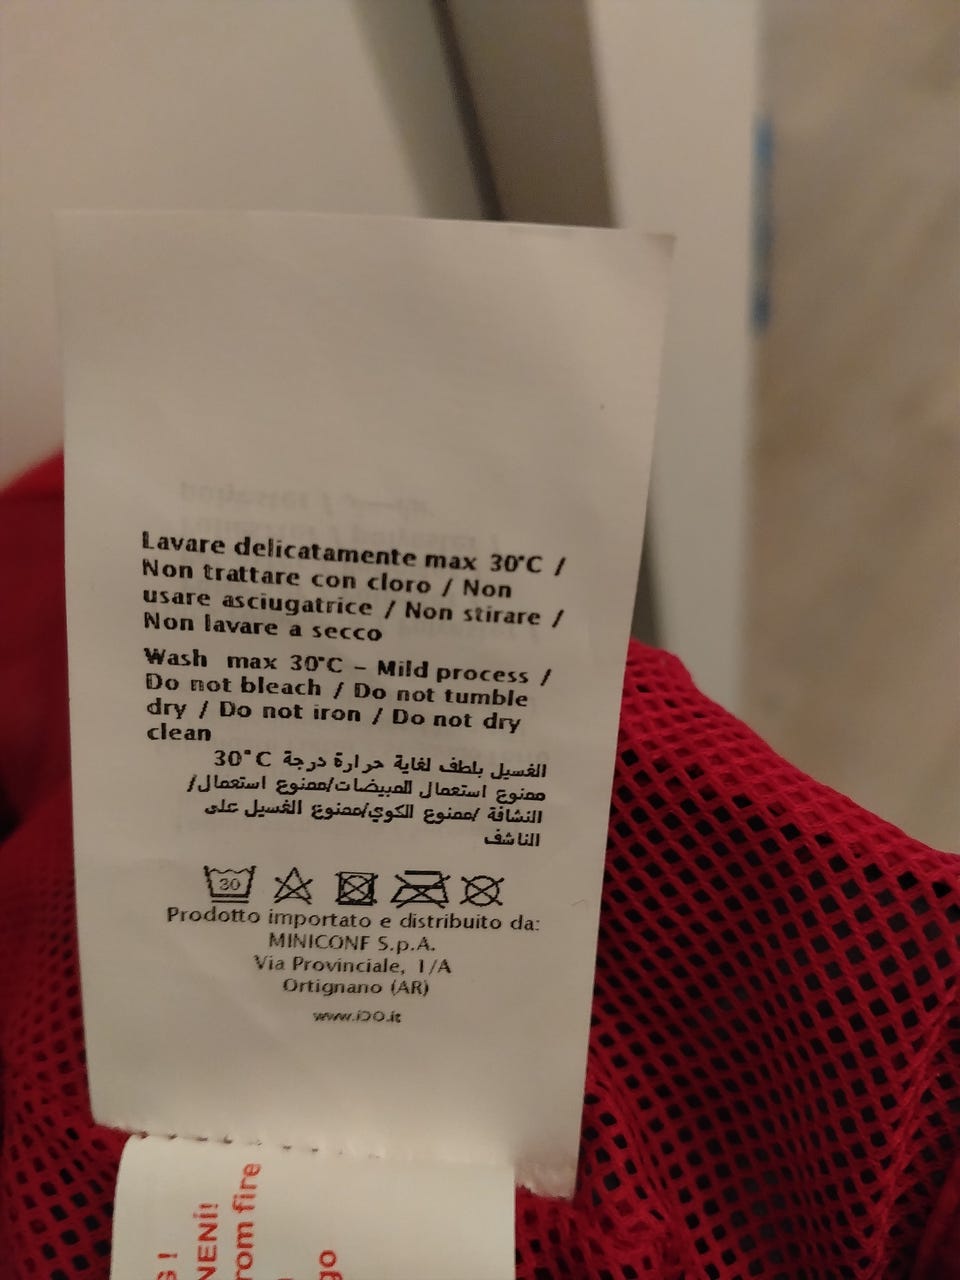 Lavare delicatamente max 30°C /
Non trattare con cloro / Non
usare asciugatrice / Non stirare /
Non lavare a secco
Wash max 30°C – Mild process /
Do not bleach / Do not tumble
dry / Do not iron / Do not dry
clean
الغسيل بلطف لغاية حرارة درجة 30°C
ممنوع استعمال المبيضات/ممنوع استعمال/
النشافة /ممنوع الكوي/ممنوع الغسيل على
الناشف
30
Prodotto importato e distribuito da:
MINICONF S.p.A.
Via Provinciale, 1/A
Ortignano (AR)
www.iDO.it
rom fire